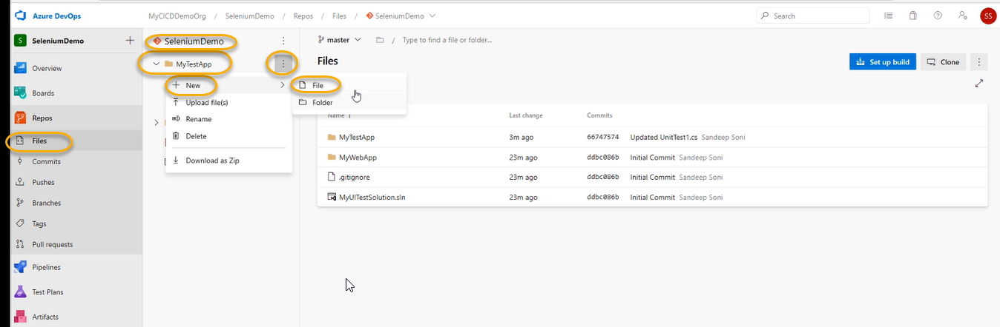 Azure DevOps
MyCICDDemoOrg / SeleniumDemo / Repos / Files / SeleniumDemo
Search
SS
S SeleniumDemo
Overview
Boards
Repos
Files
Commits
Pushes
Branches
Tags
Pull requests
Pipelines
Test Plans
Artifacts
SeleniumDemo
MyTestApp
New
Upload file(s)
Rename
Delete
Download as Zip
File
Folder
master / Type to find a file or folder...
Files
Set up build
Clone
Name Last change Commits
MyTestApp 3m ago 66747574 Updated UnitTest1.cs Sandeep Soni
MyWebApp 23m ago ddbc086b Initial Commit Sandeep Soni
.gitignore 23m ago ddbc086b Initial Commit Sandeep Soni
MyUITestSolution.sln 23m ago ddbc086b Initial Commit Sandeep Soni